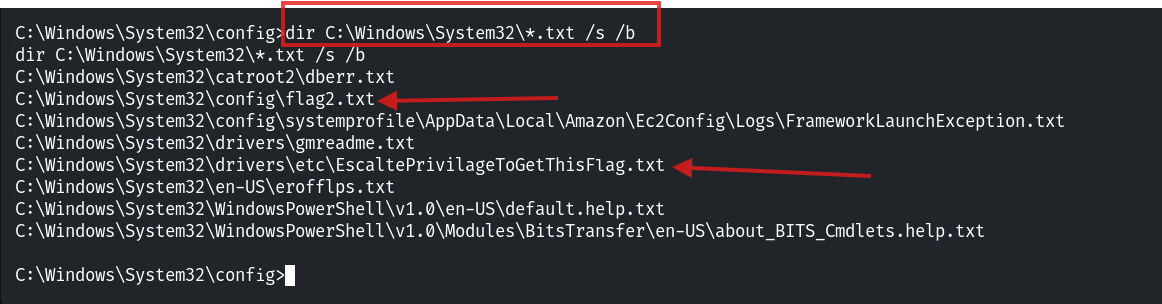 C:\Windows\System32\config>dir C:\Windows\System32\*.txt /s /b
dir C:\Windows\System32\*.txt /s /b
C:\Windows\System32\catroot2\dberr.txt
C:\Windows\System32\config\flag2.txt
C:\Windows\System32\config\systemprofile\AppData\Local\Amazon\Ec2Config\Logs\FrameworkLaunchException.txt
C:\Windows\System32\drivers\gmreadme.txt
C:\Windows\System32\drivers\etc\EscaltePrivilageToGetThisFlag.txt
C:\Windows\System32\en-US\erofflps.txt
C:\Windows\System32\WindowsPowerShell\v1.0\en-US\default.help.txt
C:\Windows\System32\WindowsPowerShell\v1.0\Modules\BitsTransfer\en-US\about_BITS_Cmdlets.help.txt
C:\Windows\System32\config>